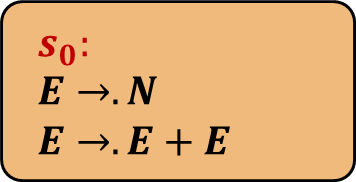 s₀:
E →. N
E →. E + E